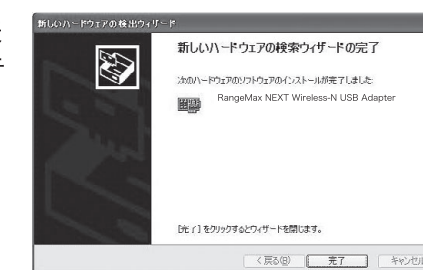 新しいハードウェアの検出ウィザード
新しいハードウェアの検索ウィザードの完了
次のハードウェアのソフトウェアのインストールが完了しました:
RangeMax NEXT Wireless-N USB Adapter
[完了] をクリックするとウィザードを閉じます。
< 戻る(B)
完了
キャンセル